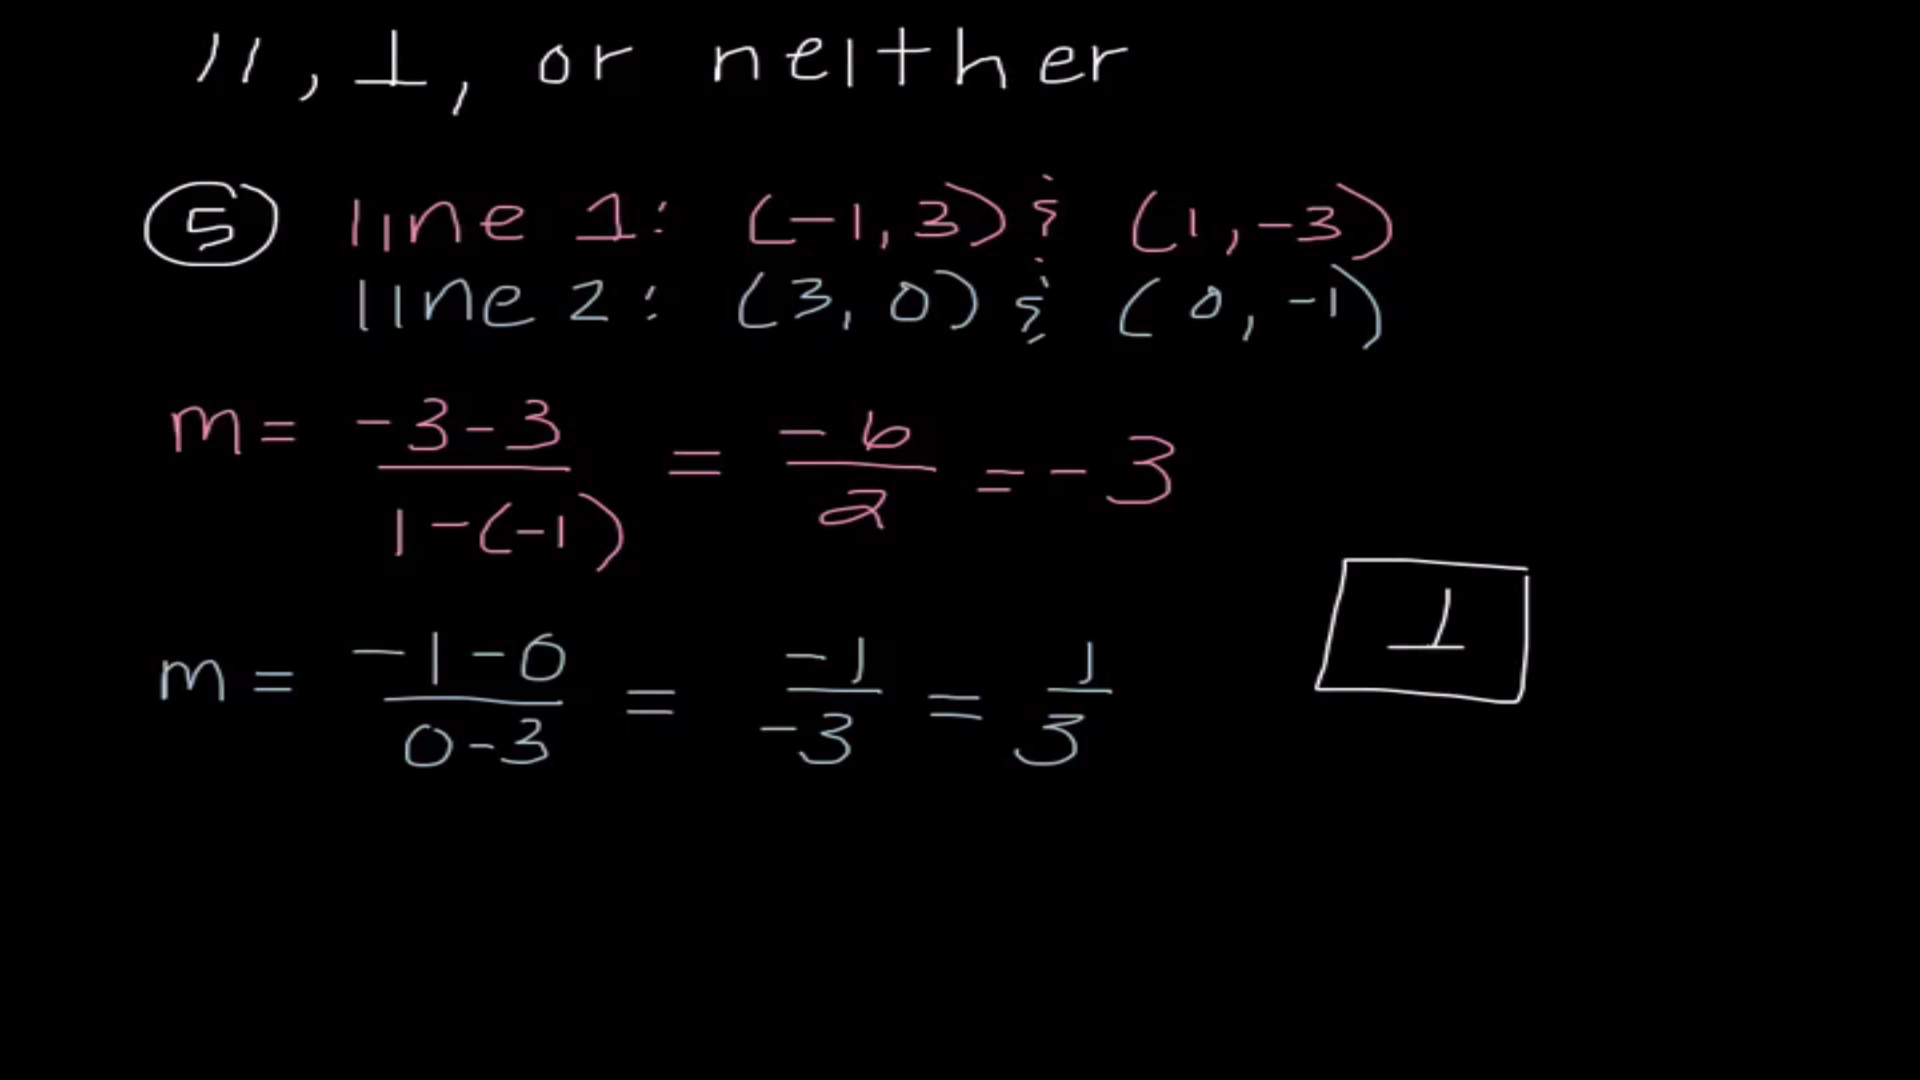 //, ⊥, or neither
5 line 1: (-1, 3) & (1, -3)
line 2: (3, 0) & (0, -1)
m = -3-3 / 1-(-1) = -6/2 = -3
m = -1-0 / 0-3 = -1/-3 = 1/3
⊥